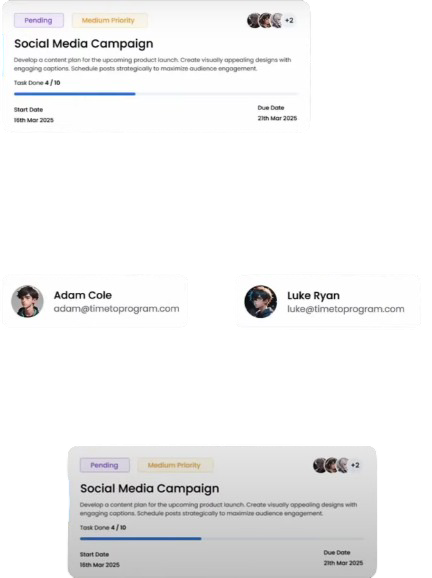 Pending Medium Priority +2
Social Media Campaign
Develop a content plan for the upcoming product launch. Create visually appealing designs with
engaging captions. Schedule posts strategically to maximize audience engagement.
Task Done 4 / 10
Start Date Due Date
16th Mar 2025 21th Mar 2025
Adam Cole Luke Ryan
adam@timetoprogram.com luke@timetoprogram.com
Pending Medium Priority +2
Social Media Campaign
Develop a content plan for the upcoming product launch. Create visually appealing designs with
engaging captions. Schedule posts strategically to maximize audience engagement.
Task Done 4 / 10
Start Date Due Date
16th Mar 2025 21th Mar 2025